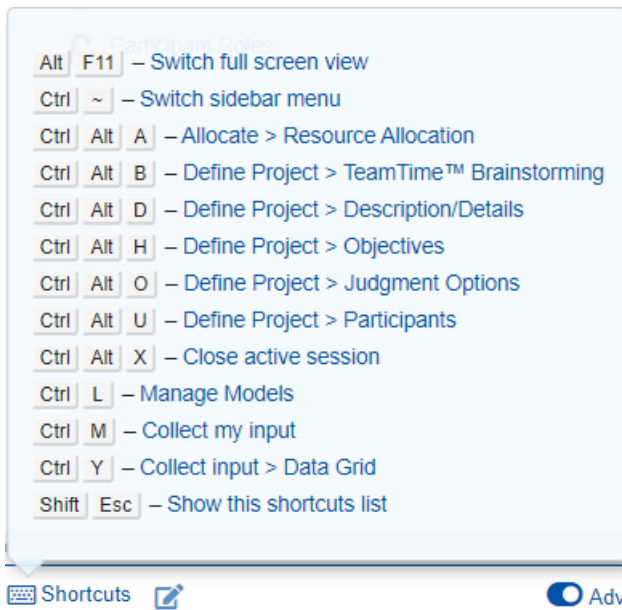 Participant Roles
Alt F11 – Switch full screen view
Ctrl ~ – Switch sidebar menu
Ctrl Alt A – Allocate > Resource Allocation
Ctrl Alt B – Define Project > TeamTime™ Brainstorming
Ctrl Alt D – Define Project > Description/Details
Ctrl Alt H – Define Project > Objectives
Ctrl Alt O – Define Project > Judgment Options
Ctrl Alt U – Define Project > Participants
Ctrl Alt X – Close active session
Ctrl L – Manage Models
Ctrl M – Collect my input
Ctrl Y – Collect input > Data Grid
Shift Esc – Show this shortcuts list
Shortcuts Adv